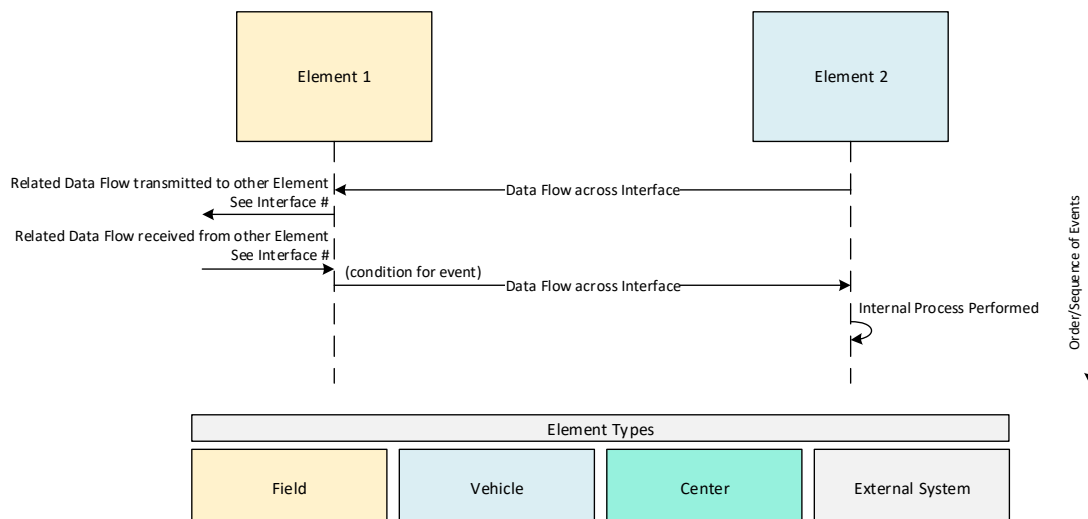 Element 1
Element 2
Related Data Flow transmitted to other Element
See Interface #
Data Flow across Interface
Related Data Flow received from other Element
See Interface #
(condition for event)
Data Flow across Interface
Internal Process Performed
Order/Sequence of Events
Element Types
Field
Vehicle
Center
External System